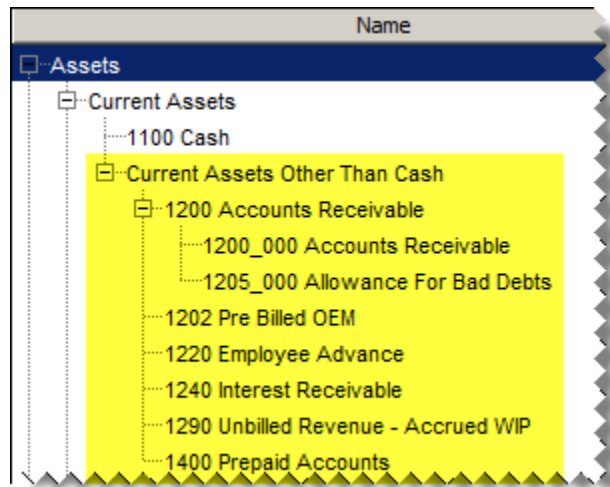 Name
Assets
Current Assets
1100 Cash
Current Assets Other Than Cash
1200 Accounts Receivable
1200_000 Accounts Receivable
1205_000 Allowance For Bad Debts
1202 Pre Billed OEM
1220 Employee Advance
1240 Interest Receivable
1290 Unbilled Revenue - Accrued WIP
1400 Prepaid Accounts